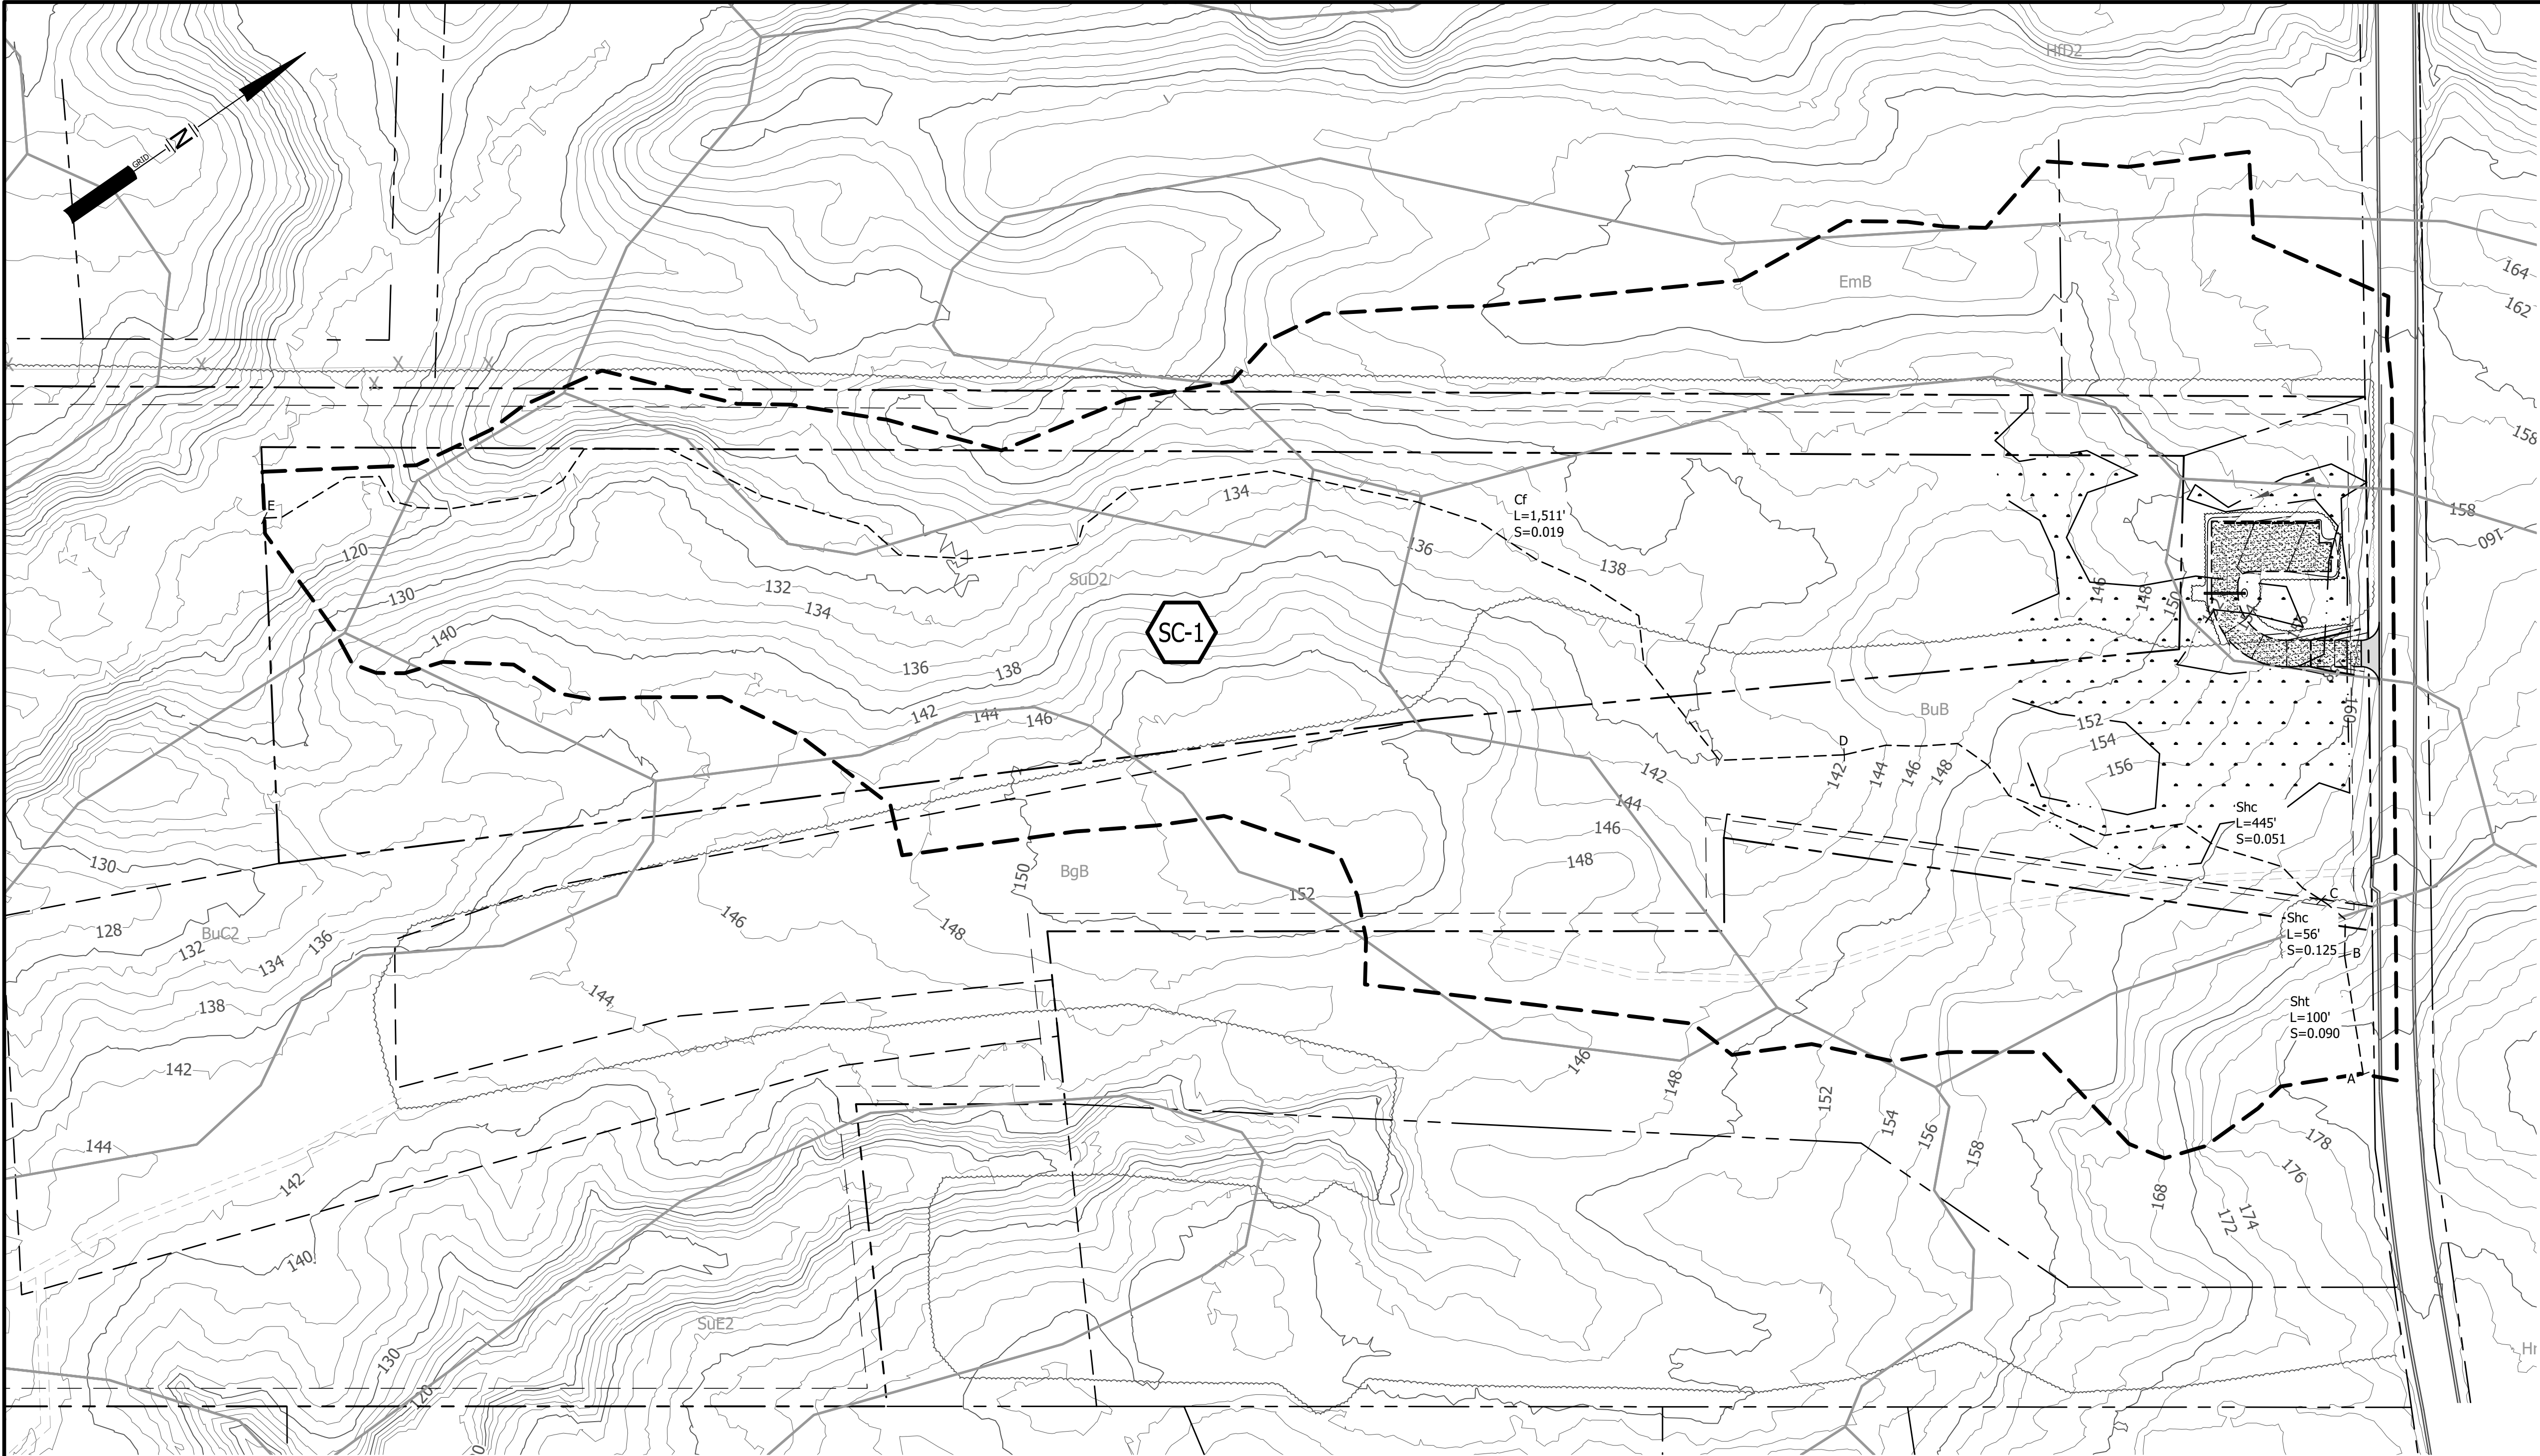 HfD2
GRID
N
164
162
EmB
X
X
X
X
X
158
158
160
E
134
Cf
L=1,511'
S=0.019
136
138
120
130
132
134
SuD2
SC-1
140
136
138
142
144
146
146
148
150
BuB
160
152
154
156
D
142
144
146
148
142
144
146
148
Shc
L=445'
S=0.051
130
128
BuC2
132
134
136
138
142
144
142
140
146
148
144
150
BgB
152
C
Shc
L=56'
S=0.125
B
Sht
L=100'
S=0.090
A
146
148
152
154
156
158
168
172
174
176
178
SuE2
130
120